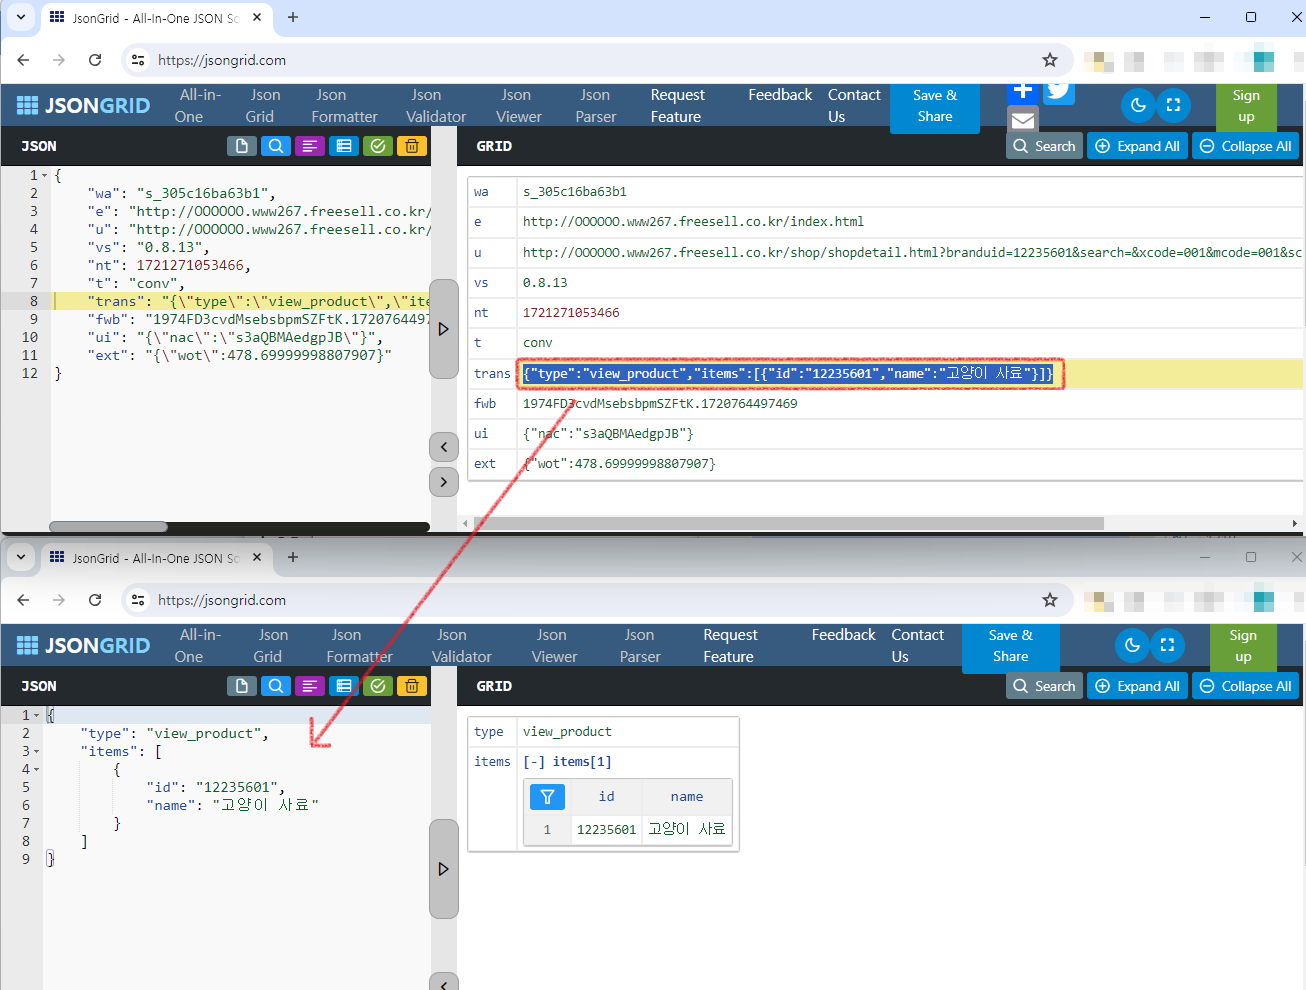 JsonGrid - All-In-One JSON So
https://jsongrid.com
JSONGRID
All-in-One
Json Grid
Json Formatter
Json Validator
Json Viewer
Json Parser
Request Feature
Feedback
Contact Us
Save & Share
Sign up
JSON
1 {
2 "wa": "s_305c16ba63b1",
3 "e": "http://OOOOOO.www267.freesell.co.kr/
4 "u": "http://OOOOOO.www267.freesell.co.kr/
5 "vs": "0.8.13",
6 "nt": 1721271053466,
7 "t": "conv",
8 "trans": "{\"type\":\"view_product\",\"ite
9 "fwb": "1974FD3cvdMsebsbpmSZFtK.1720764497
10 "ui": "{\"nac\":\"s3aQBMAedgpJB\"}",
11 "ext": "{\"wot\":478.69999998807907}"
12 }
GRID
Search
Expand All
Collapse All
wa s_305c16ba63b1
e http://OOOOOO.www267.freesell.co.kr/index.html
u http://OOOOOO.www267.freesell.co.kr/shop/shopdetail.html?branduid=12235601&search=&xcode=001&mcode=001&sc
vs 0.8.13
nt 1721271053466
t conv
trans {"type":"view_product","items":[{"id":"12235601","name":"고양이 사료"}]}
fwb 1974FD3cvdMsebsbpmSZFtK.1720764497469
ui {"nac":"s3aQBMAedgpJB"}
ext {"wot":478.69999998807907}
JsonGrid - All-In-One JSON So
https://jsongrid.com
JSONGRID
All-in-One
Json Grid
Json Formatter
Json Validator
Json Viewer
Json Parser
Request Feature
Feedback
Contact Us
Save & Share
Sign up
JSON
1 {
2 "type": "view_product",
3 "items": [
4 {
5 "id": "12235601",
6 "name": "고양이 사료"
7 }
8 ]
9 }
GRID
Search
Expand All
Collapse All
type view_product
items [-] items[1]
id name
1 12235601 고양이 사료